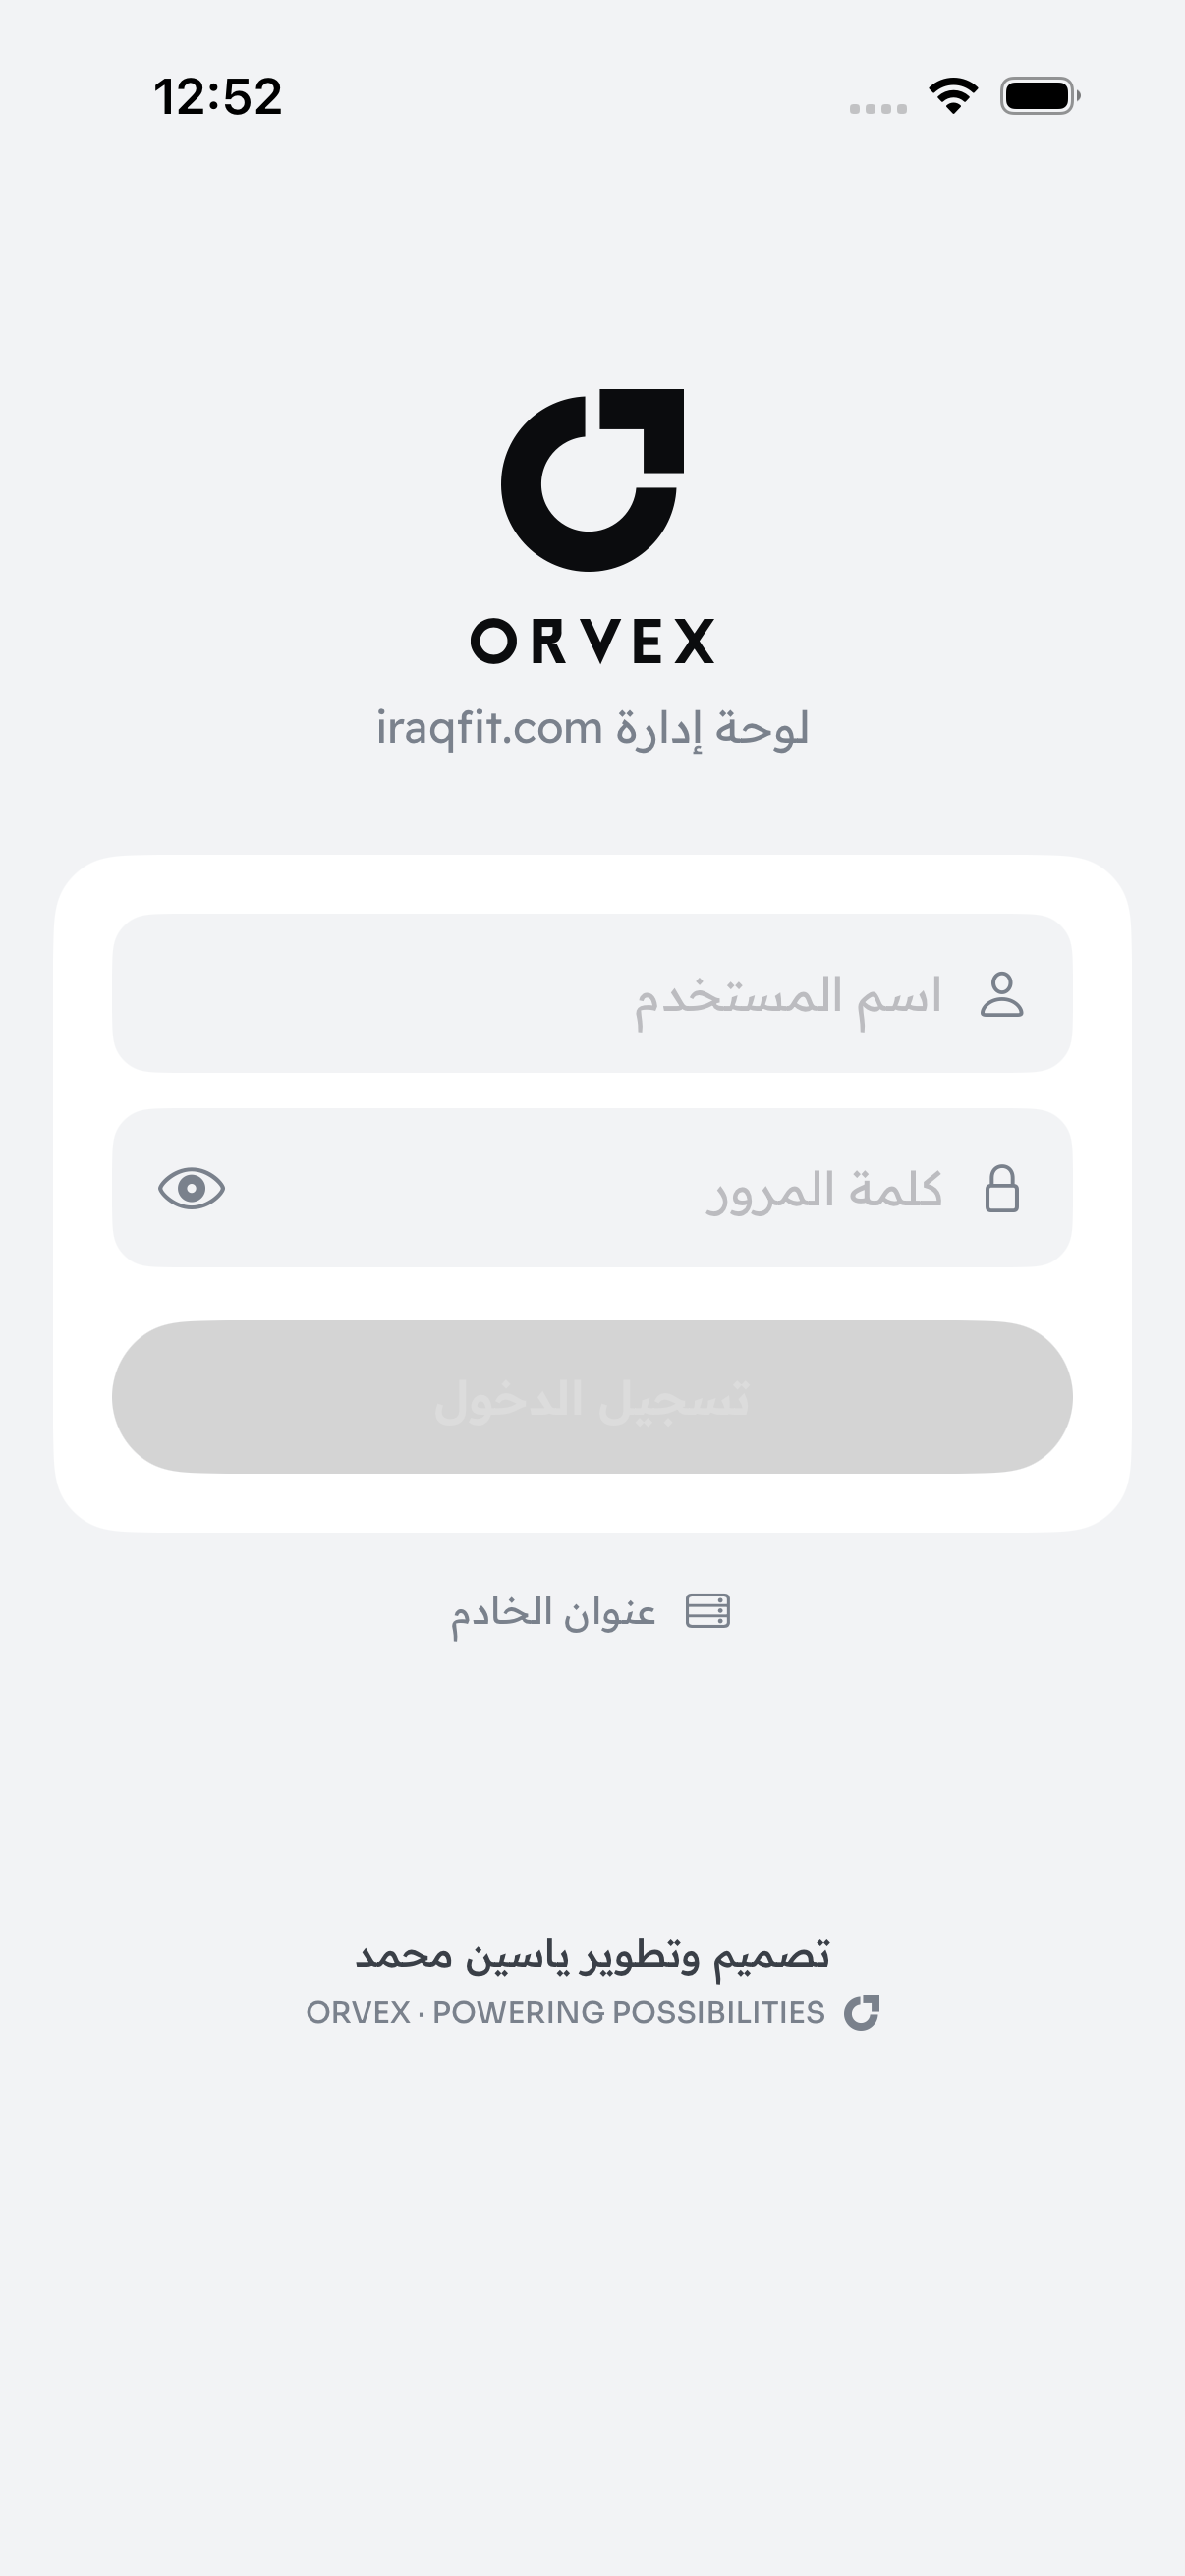 12:52
ORVEX
لوحة إدارة iraqfit.com
اسم المستخدم
كلمة المرور
تسجيل الدخول
عنوان الخادم
تصميم وتطوير ياسين محمد
ORVEX · POWERING POSSIBILITIES